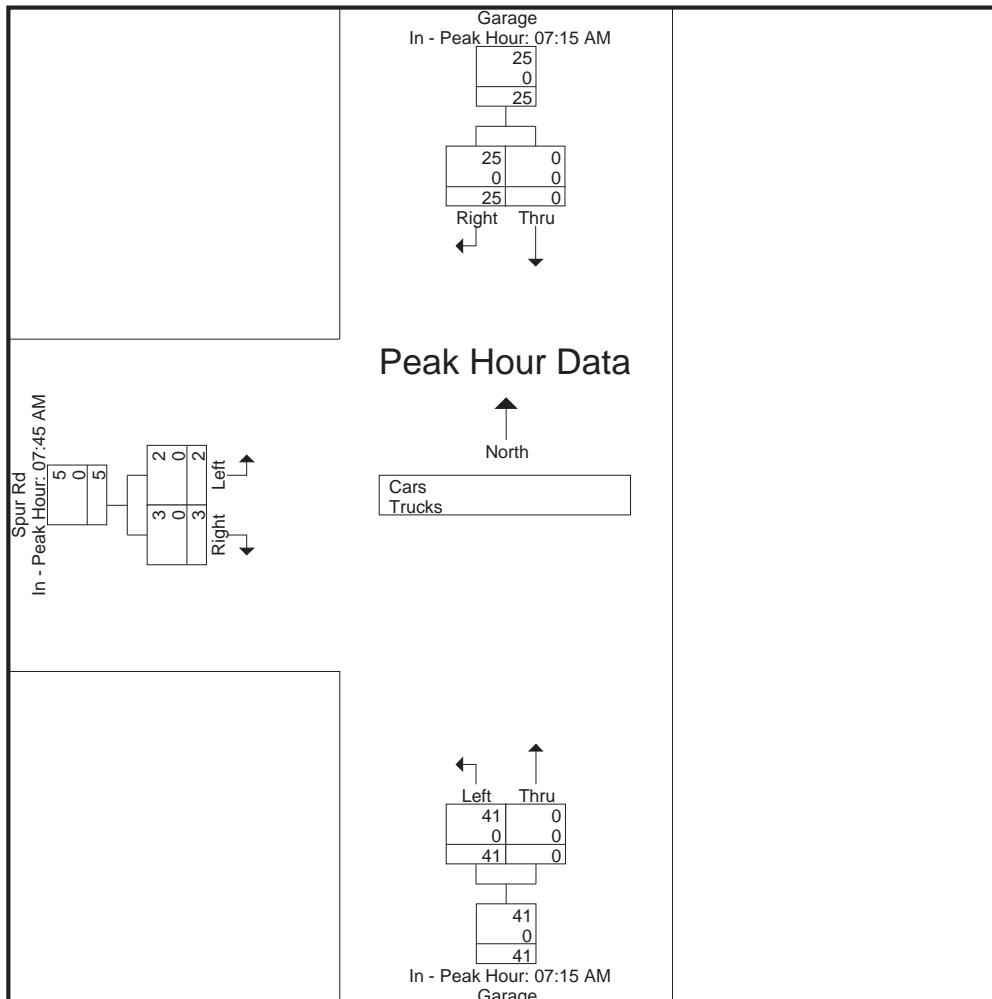 Garage
In - Peak Hour: 07:15 AM
25
0
25
25 0
0 0
25 0
Right Thru
Peak Hour Data
North
Cars
Trucks
Spur Rd
In - Peak Hour: 07:45 AM
5
0
5
2
0
2
Left
3
0
3
Right
Left Thru
41 0
0 0
41 0
41
0
41
In - Peak Hour: 07:15 AM
Garage